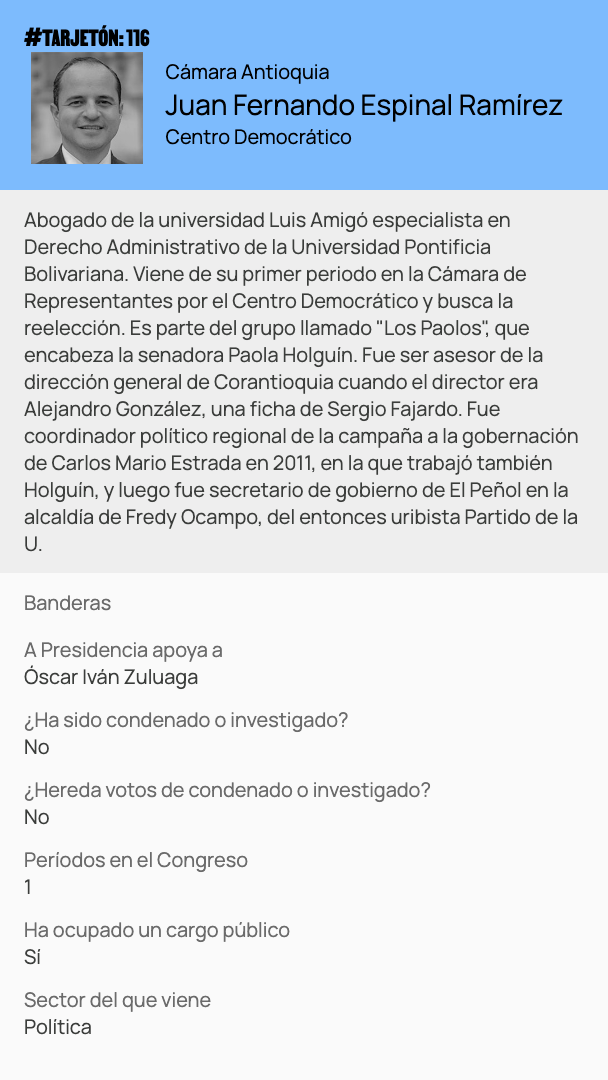 #TARJETÓN: 116
Cámara Antioquia
Juan Fernando Espinal Ramírez
Centro Democrático
Abogado de la universidad Luis Amigó especialista en
Derecho Administrativo de la Universidad Pontificia
Bolivariana. Viene de su primer periodo en la Cámara de
Representantes por el Centro Democrático y busca la
reelección. Es parte del grupo llamado "Los Paolos", que
encabeza la senadora Paola Holguín. Fue ser asesor de la
dirección general de Corantioquia cuando el director era
Alejandro González, una ficha de Sergio Fajardo. Fue
coordinador político regional de la campaña a la gobernación
de Carlos Mario Estrada en 2011, en la que trabajó también
Holguín, y luego fue secretario de gobierno de El Peñol en la
alcaldía de Fredy Ocampo, del entonces uribista Partido de la
U.
Banderas
A Presidencia apoya a
Óscar Iván Zuluaga
¿Ha sido condenado o investigado?
No
¿Hereda votos de condenado o investigado?
No
Períodos en el Congreso
1
Ha ocupado un cargo público
Sí
Sector del que viene
Política